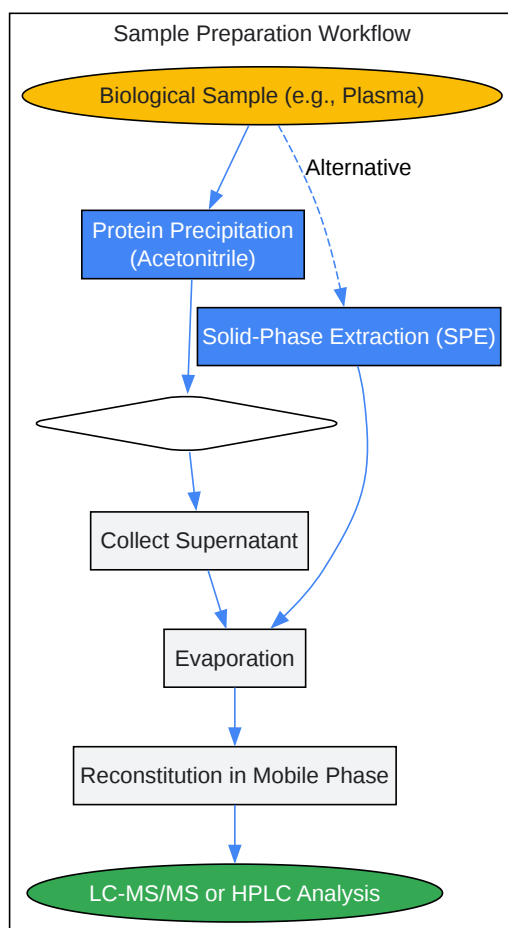 Sample Preparation Workflow
Biological Sample (e.g., Plasma)
Alternative
Protein Precipitation
(Acetonitrile)
Solid-Phase Extraction (SPE)
Collect Supernatant
Evaporation
Reconstitution in Mobile Phase
LC-MS/MS or HPLC Analysis